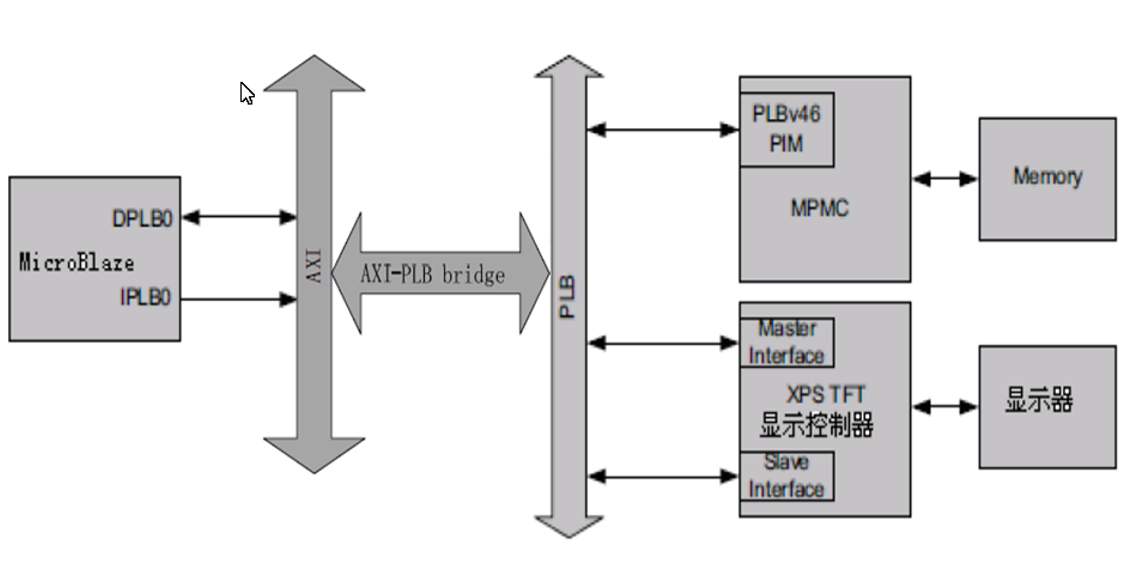 DPLB0
MicroBlaze
IPLB0
AXI
AXI-PLB bridge
PLB
PLBv46
PIM
MPMC
Memory
Master
Interface
XPS TFT
显示控制器
Slave
Interface
显示器